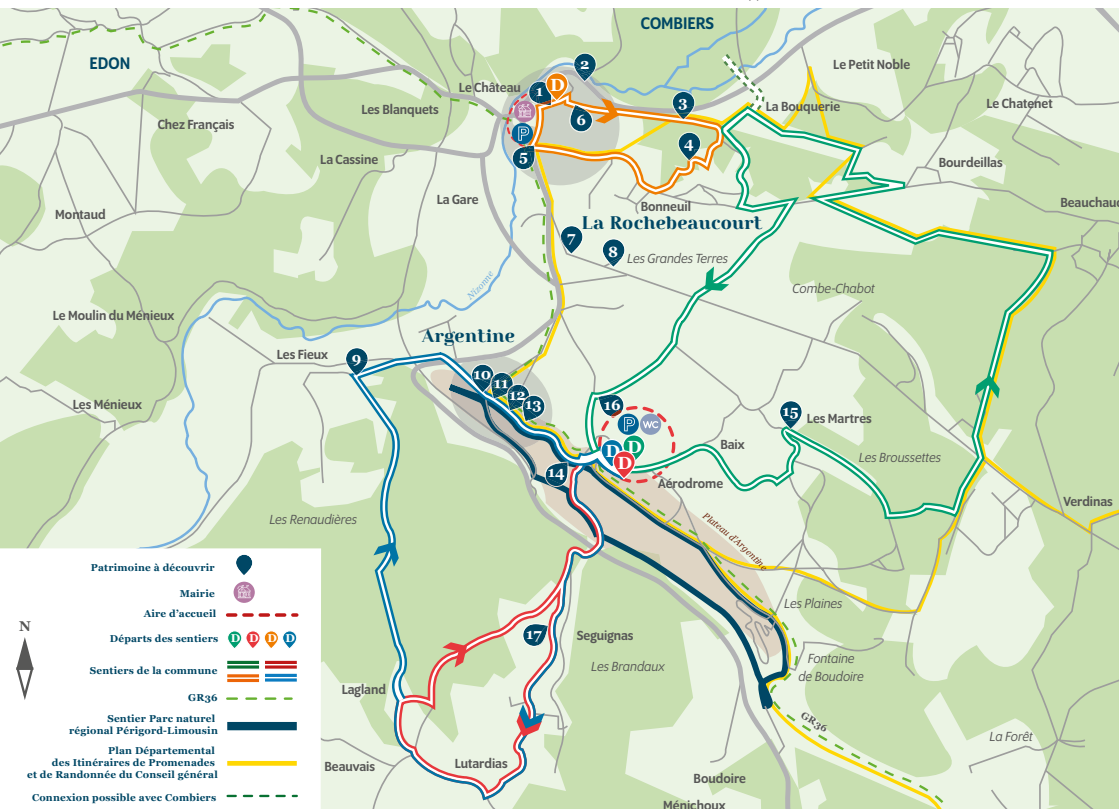 COMBIERS
EDON
2
Le Petit Noble
Le Château
1
D
3
Les Blanquets
La Bouquerie
Le Chatenet
6
Chez Français
P
4
5
La Cassine
Bourdeillas
La Gare
Bonneuil
Beauchaud
Montaud
La Rochebeaucourt
7
8
Les Grandes Terres
Nizonne
Combe-Chabot
Le Moulin du Ménieux
Argentine
Les Fieux
9
10
11
12
13
16
15
Les Ménieux
Les Martres
P
WC
D
D
D
Baix
Les Broussettes
14
Aérodrome
Verdinas
Les Renaudières
Plateau d'Argentine
Les Plaines
17
Seguignas
Les Brandaux
Fontaine
de Boudoire
Lagland
GR36
La Forêt
Beauvais
Lutardias
Boudoire
Ménichoux
N
Patrimoine à découvrir
Mairie
Aire d'accueil
Départs des sentiers
D D D D
Sentiers de la commune
GR36
Sentier Parc naturel
régional Périgord-Limousin
Plan Départemental
des Itinéraires de Promenades
et de Randonnée du Conseil général
Connexion possible avec Combiers